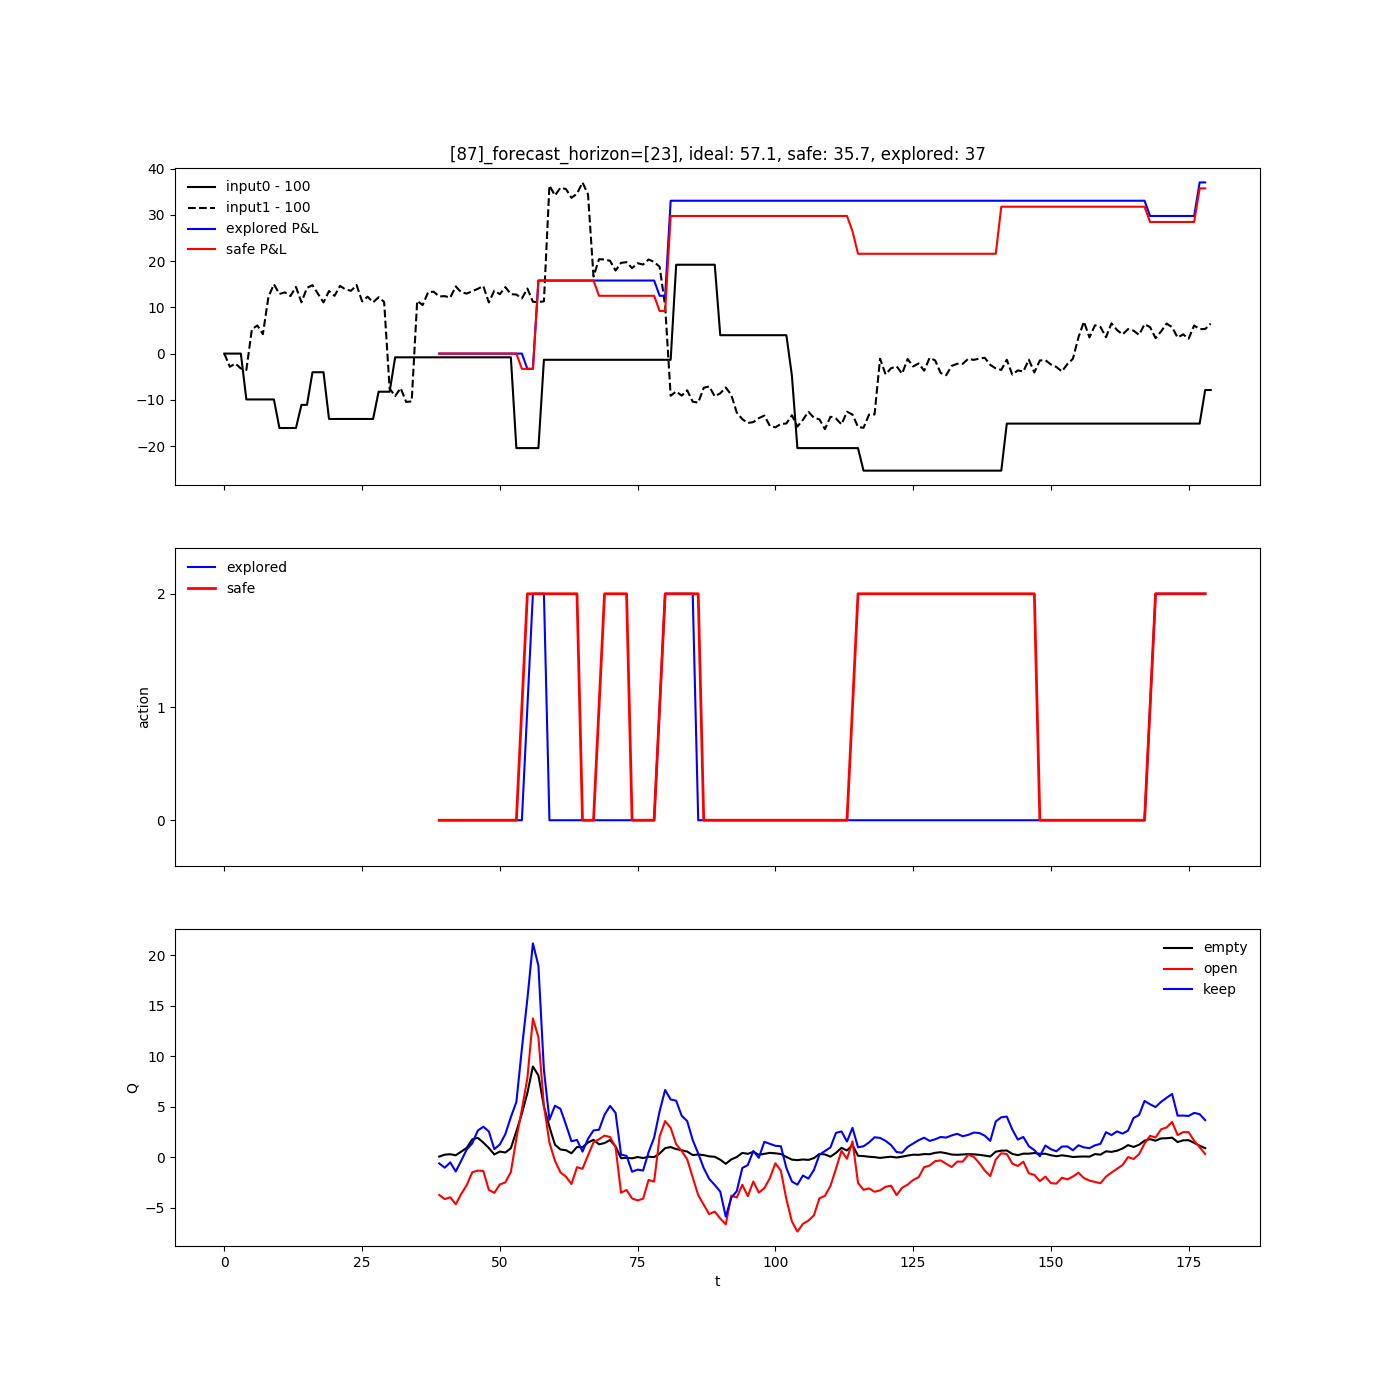 [87]_forecast_horizon=[23], ideal: 57.1, safe: 35.7, explored: 37
40
30
20
10
0
−10
−20
input0 - 100
input1 - 100
explored P&L
safe P&L
2
1
0
action
explored
safe
20
15
10
5
0
−5
Q
empty
open
keep
0 25 50 75 100 125 150 175
t